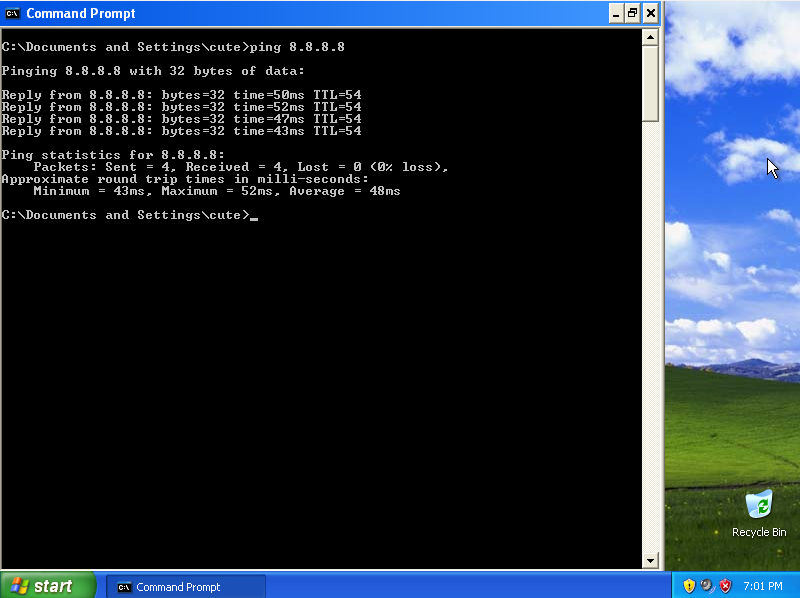 Command Prompt
C:\Documents and Settings\cute>ping 8.8.8.8
Pinging 8.8.8.8 with 32 bytes of data:
Reply from 8.8.8.8: bytes=32 time=50ms TTL=54
Reply from 8.8.8.8: bytes=32 time=52ms TTL=54
Reply from 8.8.8.8: bytes=32 time=47ms TTL=54
Reply from 8.8.8.8: bytes=32 time=43ms TTL=54
Ping statistics for 8.8.8.8:
    Packets: Sent = 4, Received = 4, Lost = 0 (0% loss),
Approximate round trip times in milli-seconds:
    Minimum = 43ms, Maximum = 52ms, Average = 48ms
C:\Documents and Settings\cute>_
Recycle Bin
start
Command Prompt
7:01 PM